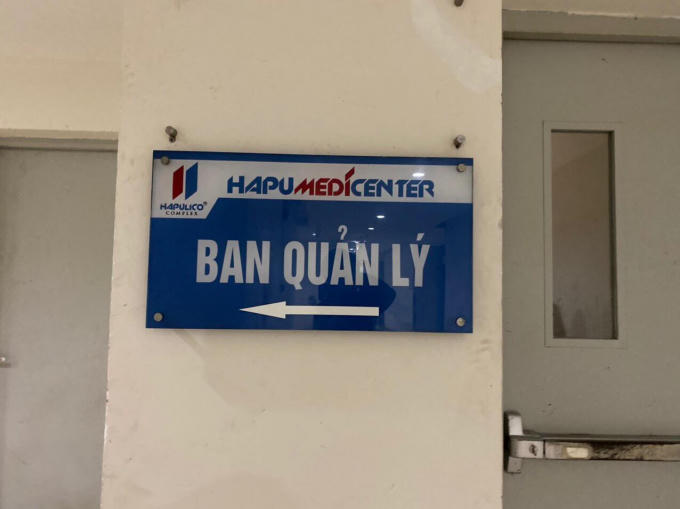 HAPULICO®
COMPLEX
HAPUMEDICENTER
BAN QUẢN LÝ